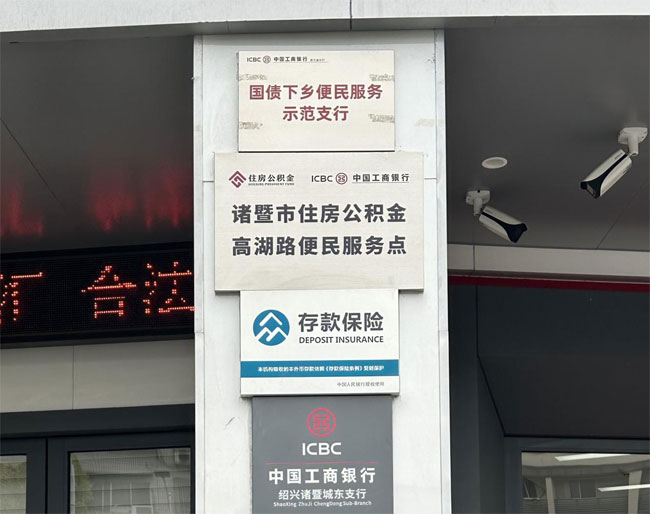 ICBC 中国工商银行
国债下乡便民服务
示范支行
住房公积金 ICBC 中国工商银行
HOUSING PROVIDENT FUND
诸暨市住房公积金
高湖路便民服务点
存款保险
DEPOSIT INSURANCE
本机构吸收的本外币存款依照《存款保险条例》受到保护
中国人民银行授权使用
ICBC
中国工商银行
绍兴诸暨城东支行
ShaoXing ZhuJi ChengDong Sub-Branch
合法